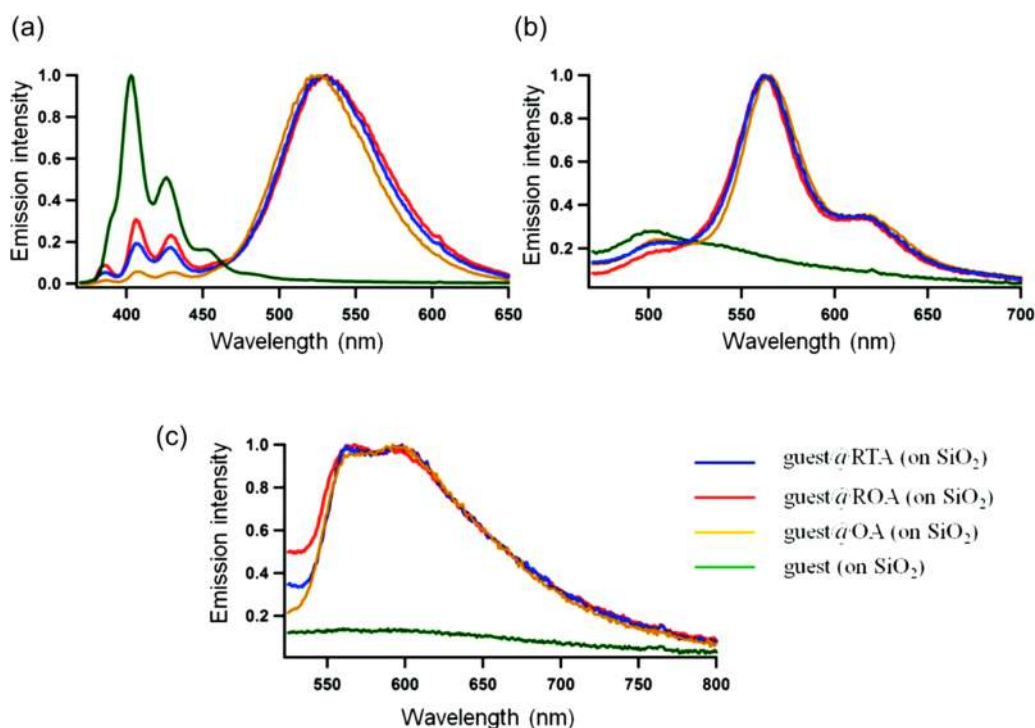 (a)
1.0
0.8
0.6
0.4
0.2
0.0
Emission intensity
400 450 500 550 600 650
Wavelength (nm)
(b)
1.0
0.8
0.6
0.4
0.2
Emission intensity
500 550 600 650 700
Wavelength (nm)
(c)
1.0
0.8
0.6
0.4
0.2
Emission intensity
550 600 650 700 750 800
Wavelength (nm)
guest@RTA (on SiO₂)
guest@ROA (on SiO₂)
guest@OA (on SiO₂)
guest (on SiO₂)